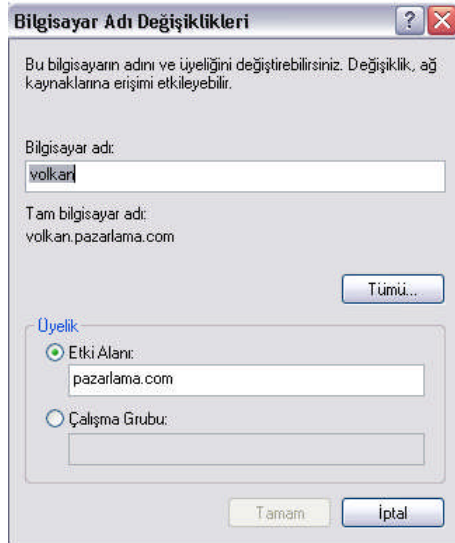 Bilgisayar Adı Değişiklikleri
Bu bilgisayarın adını ve üyeliğini değiştirebilirsiniz. Değişiklik, ağ
kaynaklarına erişimi etkileyebilir.
Bilgisayar adı:
volkan
Tam bilgisayar adı:
volkan.pazarlama.com
Tümü...
Üyelik
Etki Alanı:
pazarlama.com
Çalışma Grubu:
Tamam
İptal